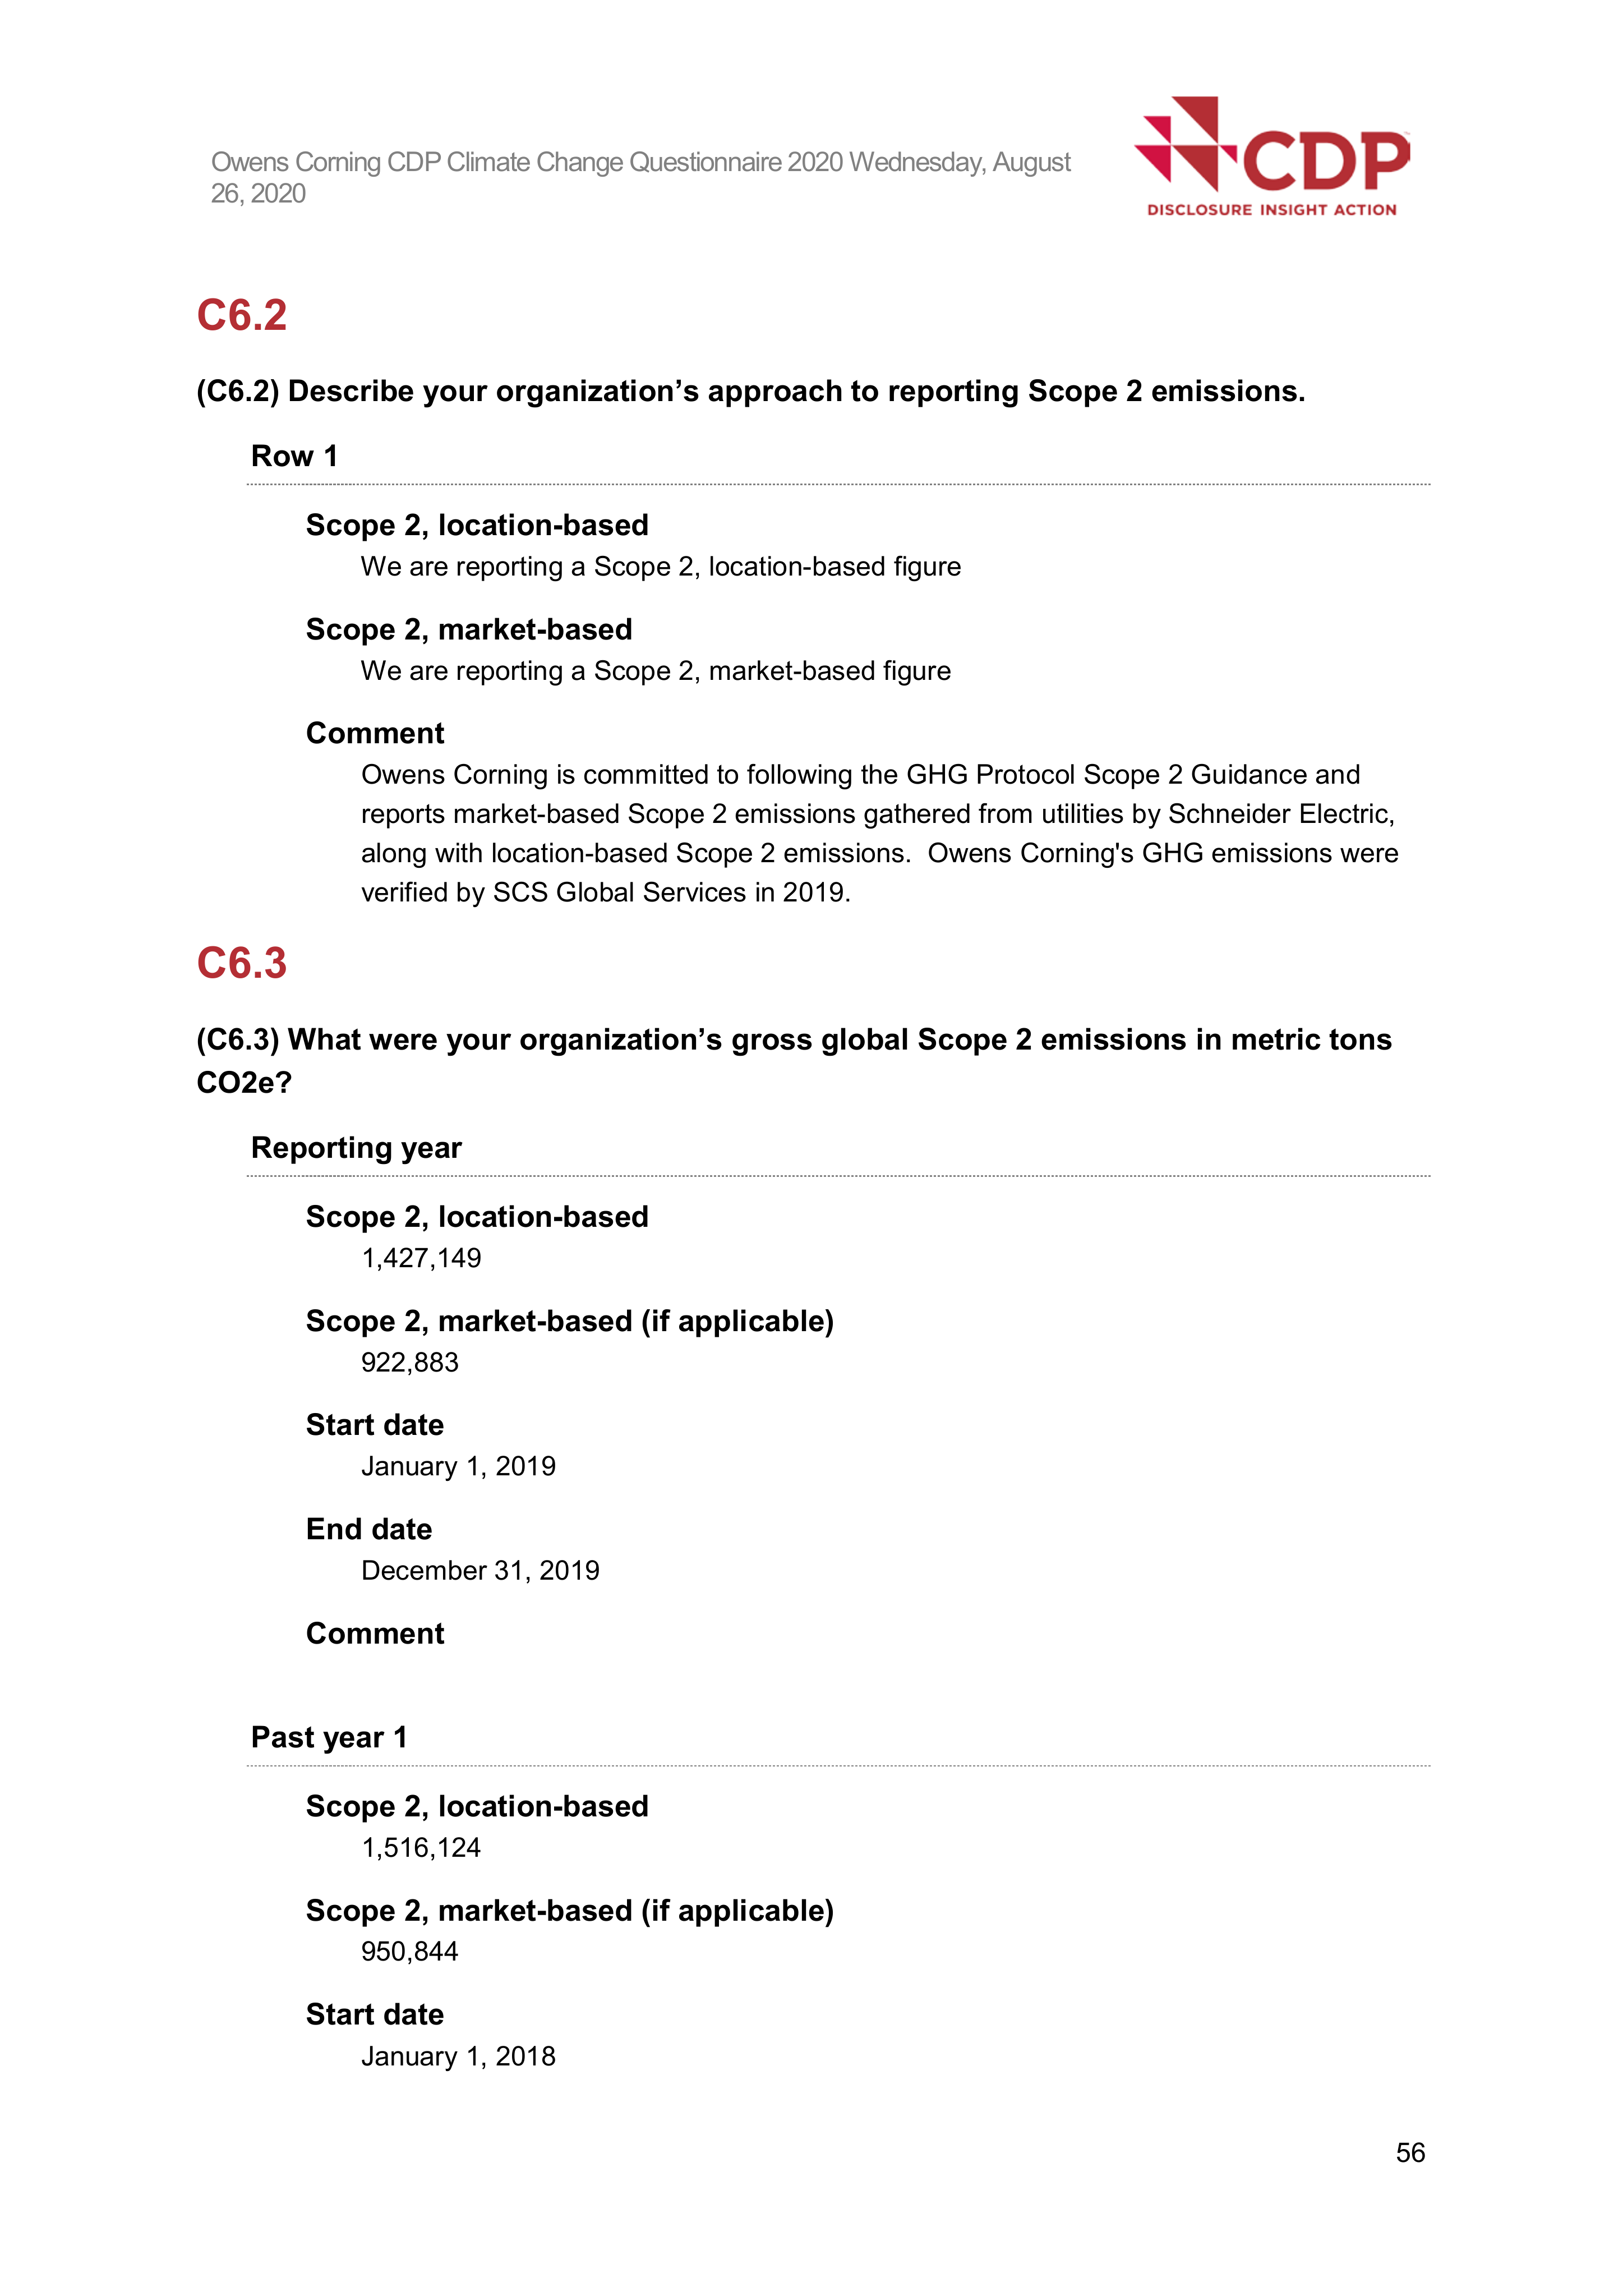 Owens Corning CDP Climate Change Questionnaire 2020 Wednesday, August
26, 2020
CDP
DISCLOSURE INSIGHT ACTION
C6.2
(C6.2) Describe your organization’s approach to reporting Scope 2 emissions.
Row 1
Scope 2, location-based
We are reporting a Scope 2, location-based figure
Scope 2, market-based
We are reporting a Scope 2, market-based figure
Comment
Owens Corning is committed to following the GHG Protocol Scope 2 Guidance and
reports market-based Scope 2 emissions gathered from utilities by Schneider Electric,
along with location-based Scope 2 emissions.  Owens Corning's GHG emissions were
verified by SCS Global Services in 2019.
C6.3
(C6.3) What were your organization’s gross global Scope 2 emissions in metric tons
CO2e?
Reporting year
Scope 2, location-based
1,427,149
Scope 2, market-based (if applicable)
922,883
Start date
January 1, 2019
End date
December 31, 2019
Comment
Past year 1
Scope 2, location-based
1,516,124
Scope 2, market-based (if applicable)
950,844
Start date
January 1, 2018
56